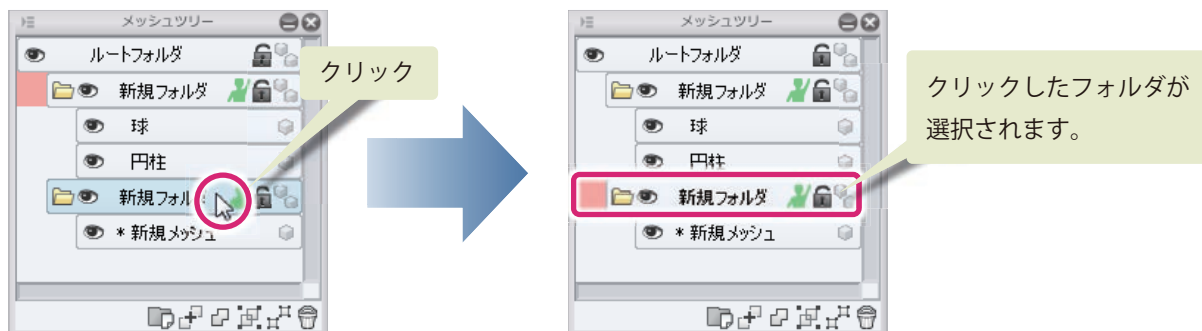 メッシュツリー
ルートフォルダ
新規フォルダ
球
円柱
新規フォル
* 新規メッシュ
クリック
メッシュツリー
ルートフォルダ
新規フォルダ
球
円柱
新規フォルダ
* 新規メッシュ
クリックしたフォルダが
選択されます。